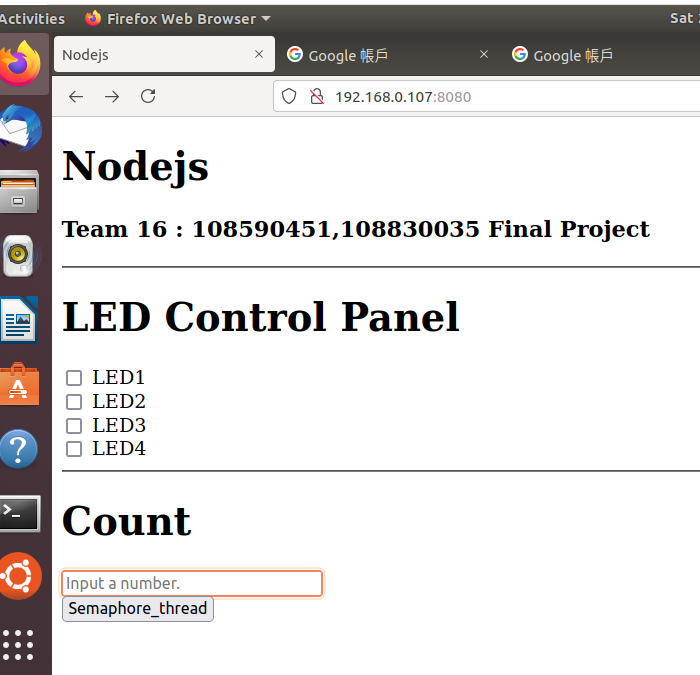 Activities Firefox Web Browser Sat
Nodejs Google 帳戶 Google 帳戶
192.168.0.107:8080
Nodejs
Team 16 : 108590451,108830035 Final Project
LED Control Panel
LED1
LED2
LED3
LED4
Count
Input a number.
Semaphore_thread